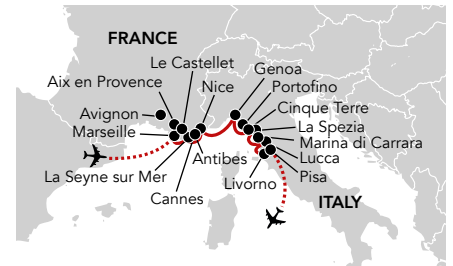 FRANCE
Le Castellet
Genoa
Aix en Provence
Nice
Portofino
Cinque Terre
Avignon
La Spezia
Marseille
Marina di Carrara
Antibes
Lucca
La Seyne sur Mer
Pisa
Livorno
Cannes
ITALY